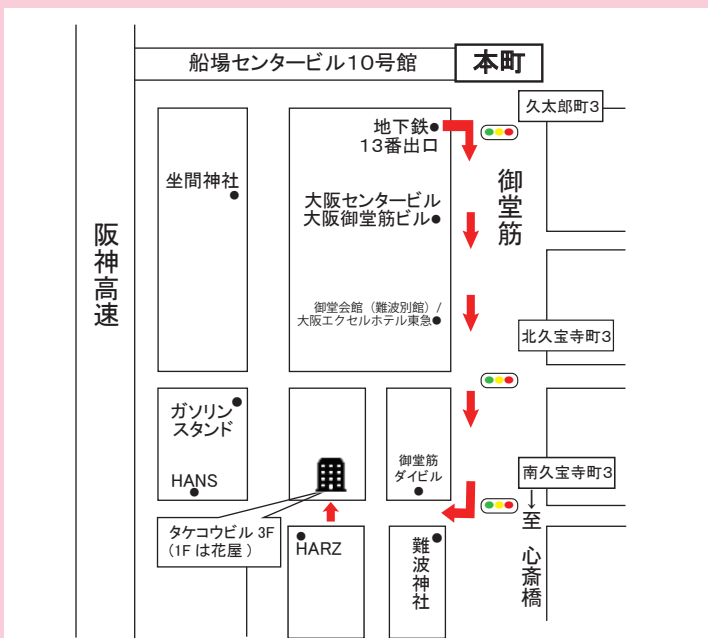 船場センタービル10号館
本町
久太郎町3
地下鉄
13番出口
坐間神社
御堂筋
大阪センタービル
大阪御堂筋ビル
阪神高速
御堂会館（難波別館）/
大阪エクセルホテル東急
北久宝寺町3
ガソリン
スタンド
御堂筋
ダイビル
南久宝寺町3
HANS
→至 心斎橋
タケコウビル 3F
(1F は花屋 )
HARZ
難波神社